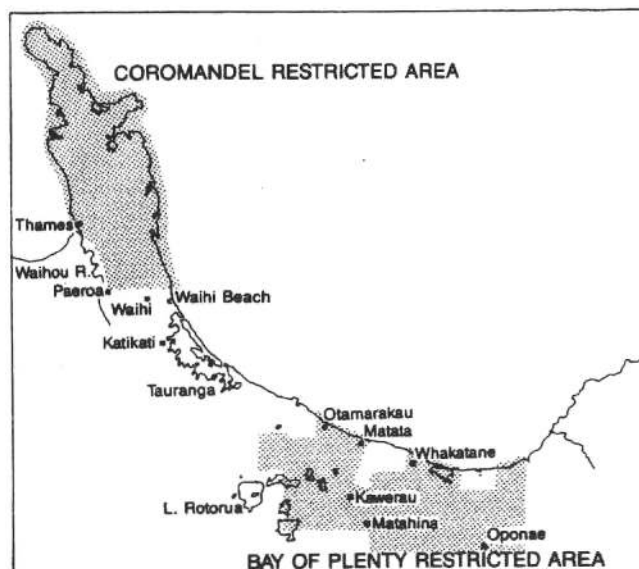 COROMANDEL RESTRICTED AREA
Thames
Waihou R.
Paeroa
Waihi
Waihi Beach
Katikati
Tauranga
Otamarakau
Matata
Whakatane
L. Rotorua
Kawerau
Matahina
Oponae
BAY OF PLENTY RESTRICTED AREA